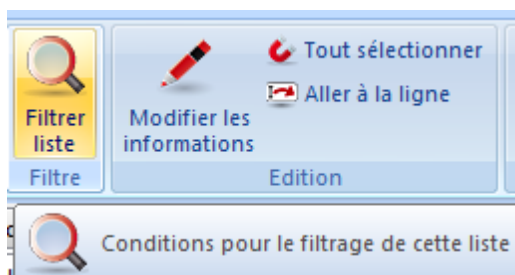 Filtrer
liste
Filtre
Modifier les
informations
Tout sélectionner
Aller à la ligne
Edition
Conditions pour le filtrage de cette liste